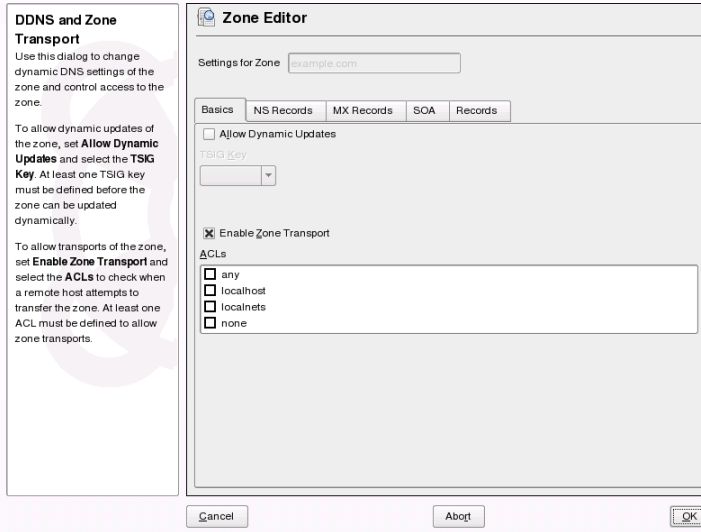 DDNS and Zone
Transport
Use this dialog to change
dynamic DNS settings of the
zone and control access to the
zone.
To allow dynamic updates of
the zone, set Allow Dynamic
Updates and select the TSIG
Key. At least one TSIG key
must be defined before the
zone can be updated
dynamically.
To allow transports of the zone,
set Enable Zone Transport and
select the ACLs to check when
a remote host attempts to
transfer the zone. At least one
ACL must be defined to allow
zone transports.
Zone Editor
Settings for Zone example.com
Basics NS Records MX Records SOA Records
Allow Dynamic Updates
TSIG Key
Enable Zone Transport
ACLs
any
localhost
localnets
none
Cancel Abort OK